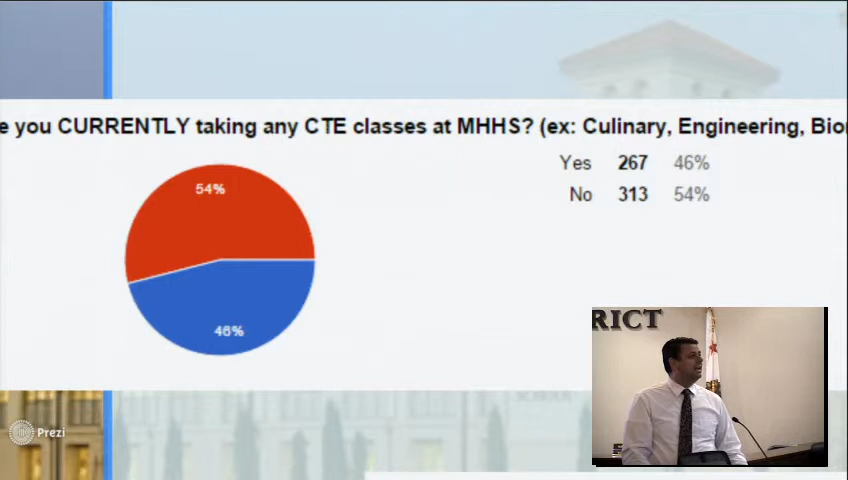 e you CURRENTLY taking any CTE classes at MHHS? (ex: Culinary, Engineering, Bio
Yes 267 46%
No 313 54%
54%
46%
RICT
Prezi